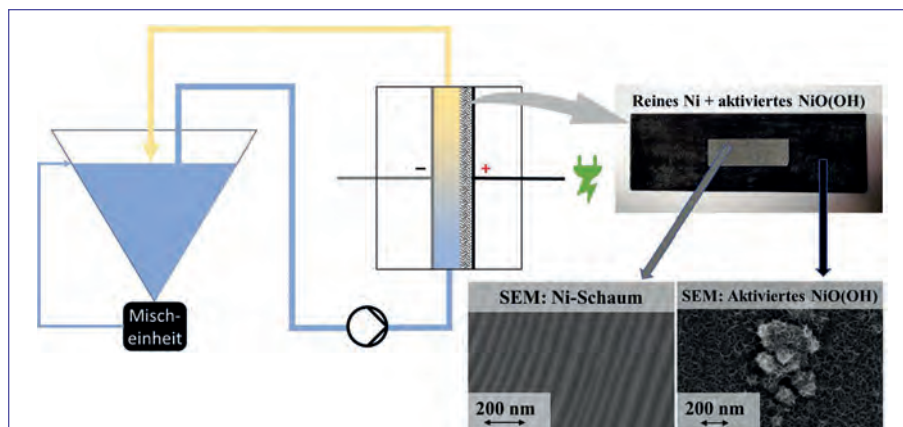 Reines Ni + aktiviertes NiO(OH)
−
+
SEM: Ni-Schaum
SEM: Aktiviertes NiO(OH)
Misch-
einheit
200 nm
200 nm